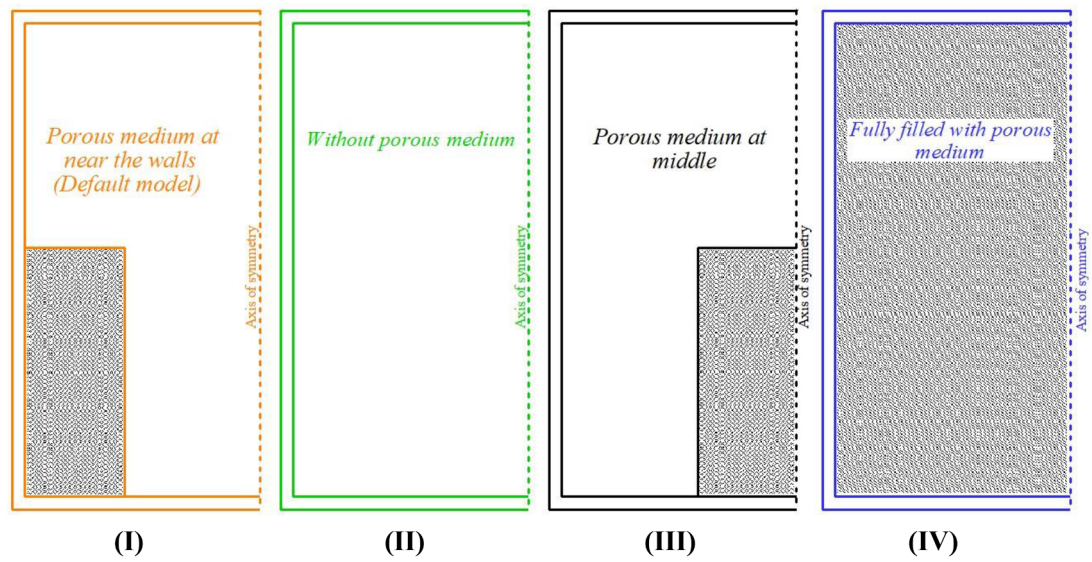 Porous medium at
near the walls
(Default model)
Axis of symmetry
Without porous medium
Axis of symmetry
Porous medium at
middle
Axis of symmetry
Fully filled with porous
medium
Axis of symmetry
(I)
(II)
(III)
(IV)